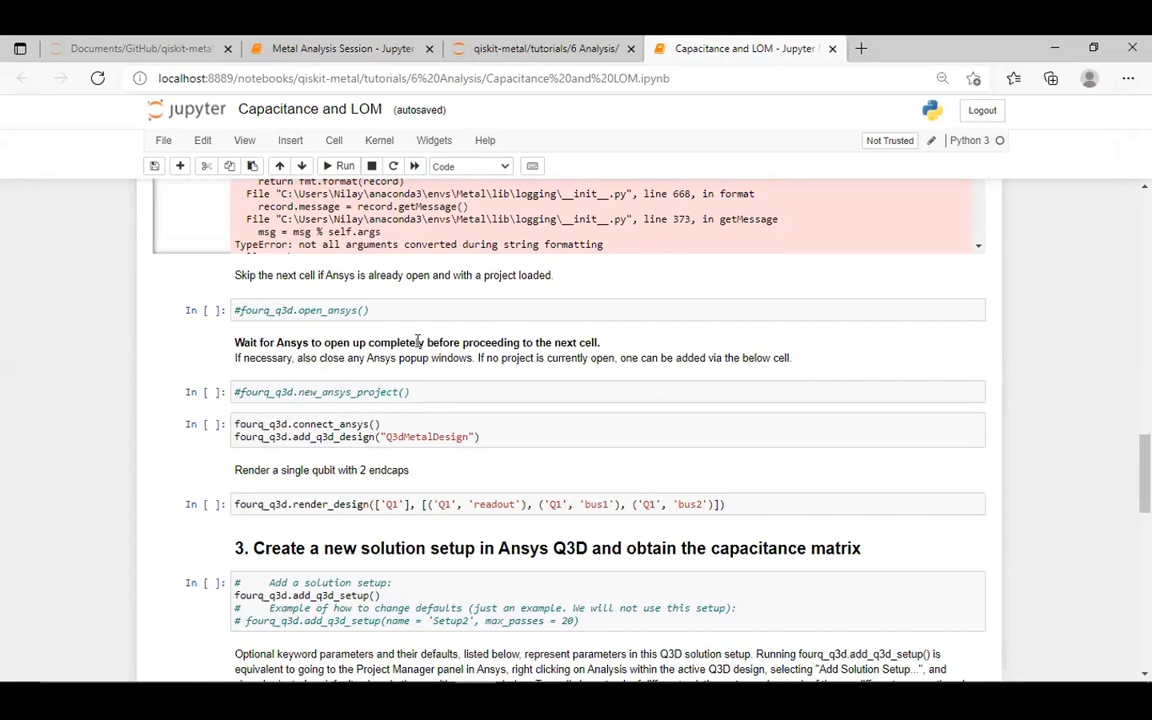 Documents/GitHub/qiskit-metal
Metal Analysis Session - Jupyter
qiskit-metal/tutorials/6 Analysis/
Capacitance and LOM - Jupyter
localhost:8889/notebooks/qiskit-metal/tutorials/6%20Analysis/Capacitance%20and%20LOM.ipynb
jupyter Capacitance and LOM (autosaved) Logout
File Edit View Insert Cell Kernel Widgets Help Not Trusted Python 3
Run Code
return fmt.format(record)
File "C:\Users\Nilay\anaconda3\envs\Metal\lib\logging\__init__.py", line 668, in format
record.message = record.getMessage()
File "C:\Users\Nilay\anaconda3\envs\Metal\lib\logging\__init__.py", line 373, in getMessage
msg = msg % self.args
TypeError: not all arguments converted during string formatting
Skip the next cell if Ansys is already open and with a project loaded.
In [ ]: #fourq_q3d.open_ansys()
Wait for Ansys to open up completely before proceeding to the next cell.
If necessary, also close any Ansys popup windows. If no project is currently open, one can be added via the below cell.
In [ ]: #fourq_q3d.new_ansys_project()
In [ ]: fourq_q3d.connect_ansys()
fourq_q3d.add_q3d_design("Q3dMetalDesign")
Render a single qubit with 2 endcaps
In [ ]: fourq_q3d.render_design(['Q1'], [('Q1', 'readout'), ('Q1', 'bus1'), ('Q1', 'bus2')])
3. Create a new solution setup in Ansys Q3D and obtain the capacitance matrix
In [ ]: # Add a solution setup:
fourq_q3d.add_q3d_setup()
# Example of how to change defaults (just an example. We will not use this setup):
# fourq_q3d.add_q3d_setup(name = 'Setup2', max_passes = 20)
Optional keyword parameters and their defaults, listed below, represent parameters in this Q3D solution setup. Running fourq_q3d.add_q3d_setup() is
equivalent to going to the Project Manager panel in Ansys, right clicking on Analysis within the active Q3D design, selecting "Add Solution Setup...", and